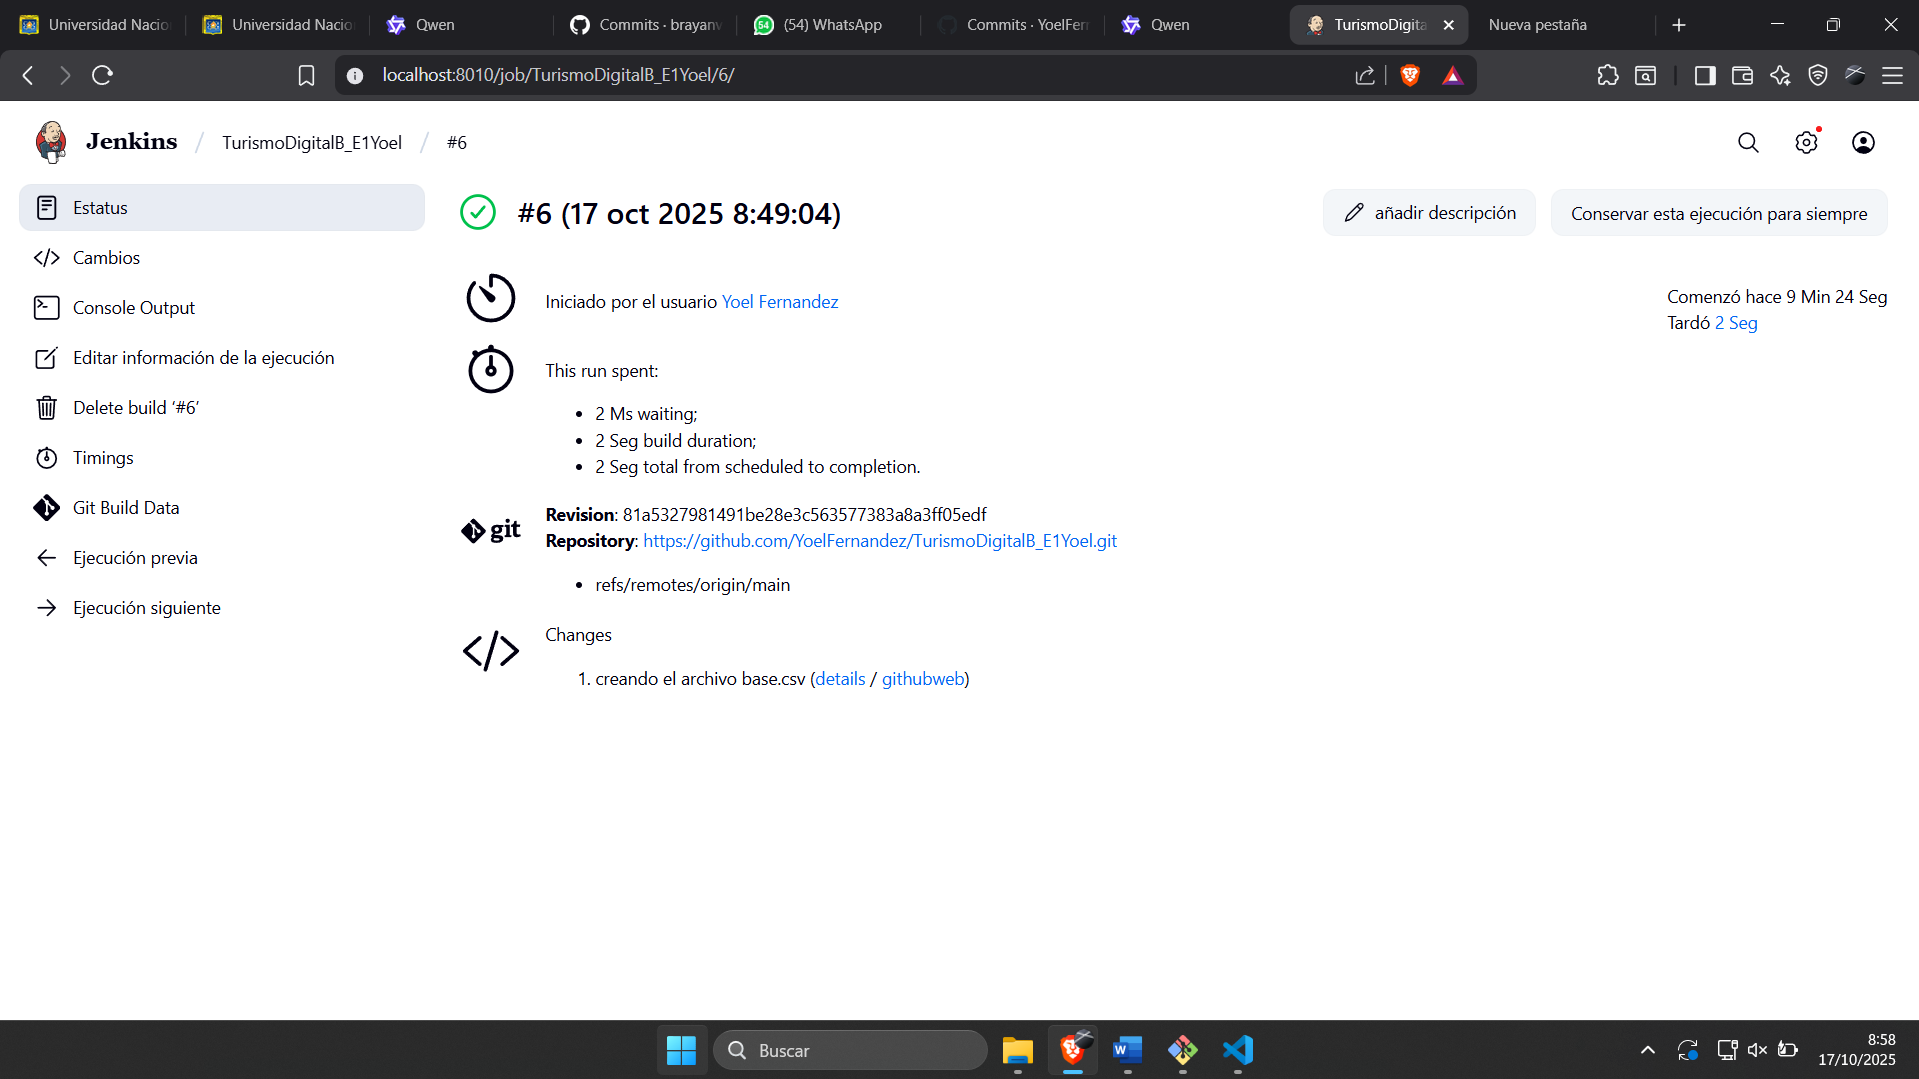 Universidad Nacio
Universidad Nacio
Qwen
Commits · brayanv
(54) WhatsApp
Commits · YoelFern
Qwen
TurismoDigita
Nueva pestaña
localhost:8010/job/TurismoDigitalB_E1Yoel/6/
Jenkins / TurismoDigitalB_E1Yoel / #6
Estatus
Cambios
Console Output
Editar información de la ejecución
Delete build ‘#6’
Timings
Git Build Data
Ejecución previa
Ejecución siguiente
#6 (17 oct 2025 8:49:04)
añadir descripción
Conservar esta ejecución para siempre
Iniciado por el usuario Yoel Fernandez
Comenzó hace 9 Min 24 Seg
Tardó 2 Seg
This run spent:
• 2 Ms waiting;
• 2 Seg build duration;
• 2 Seg total from scheduled to completion.
git
Revision: 81a5327981491be28e3c563577383a8a3ff05edf
Repository: https://github.com/YoelFernandez/TurismoDigitalB_E1Yoel.git
• refs/remotes/origin/main
Changes
1. creando el archivo base.csv (details / githubweb)
Buscar
8:58
17/10/2025